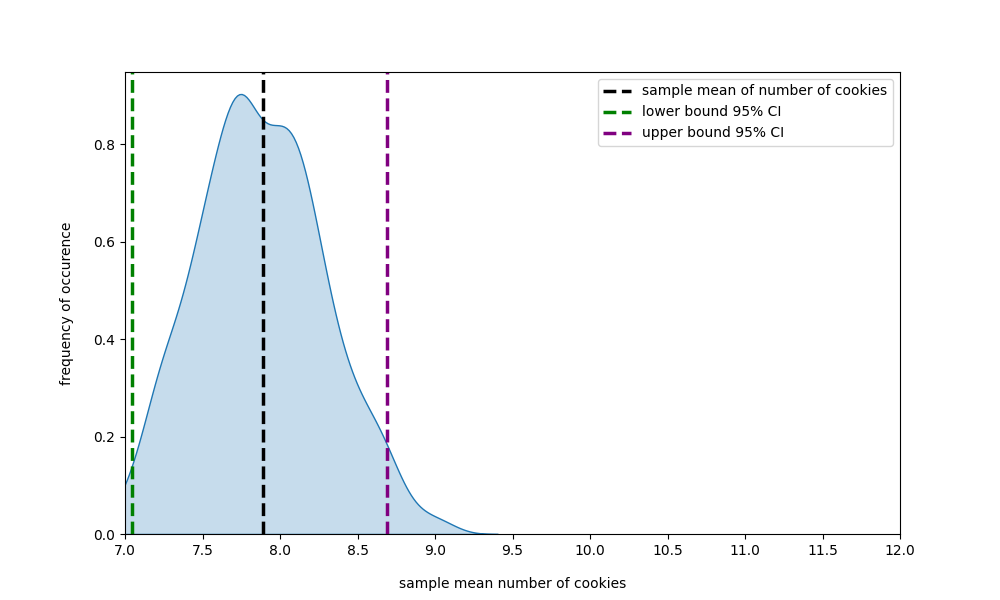 sample mean of number of cookies
lower bound 95% CI
upper bound 95% CI
frequency of occurence
0.8
0.6
0.4
0.2
0.0
7.0 7.5 8.0 8.5 9.0 9.5 10.0 10.5 11.0 11.5 12.0
sample mean number of cookies